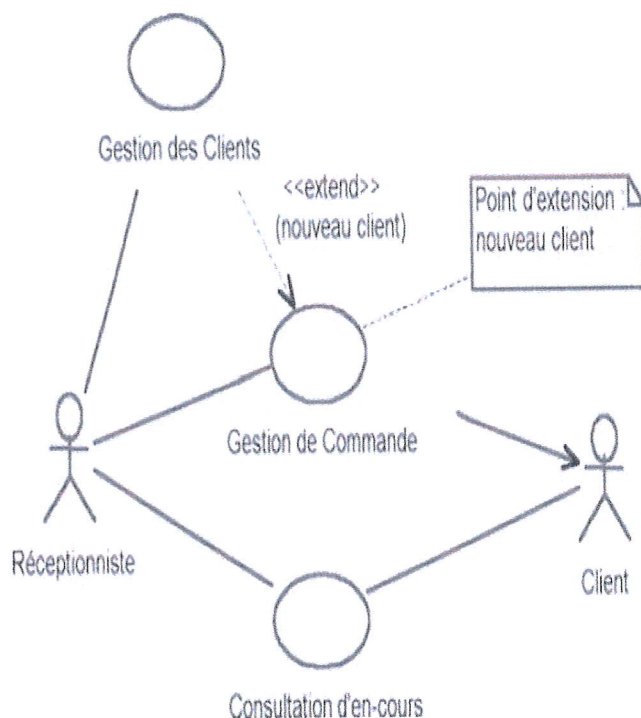 Gestion des Clients
<<extend>>
(nouveau client)
Point d'extension :
nouveau client
Gestion de Commande
Réceptionniste
Client
Consultation d'en-cours